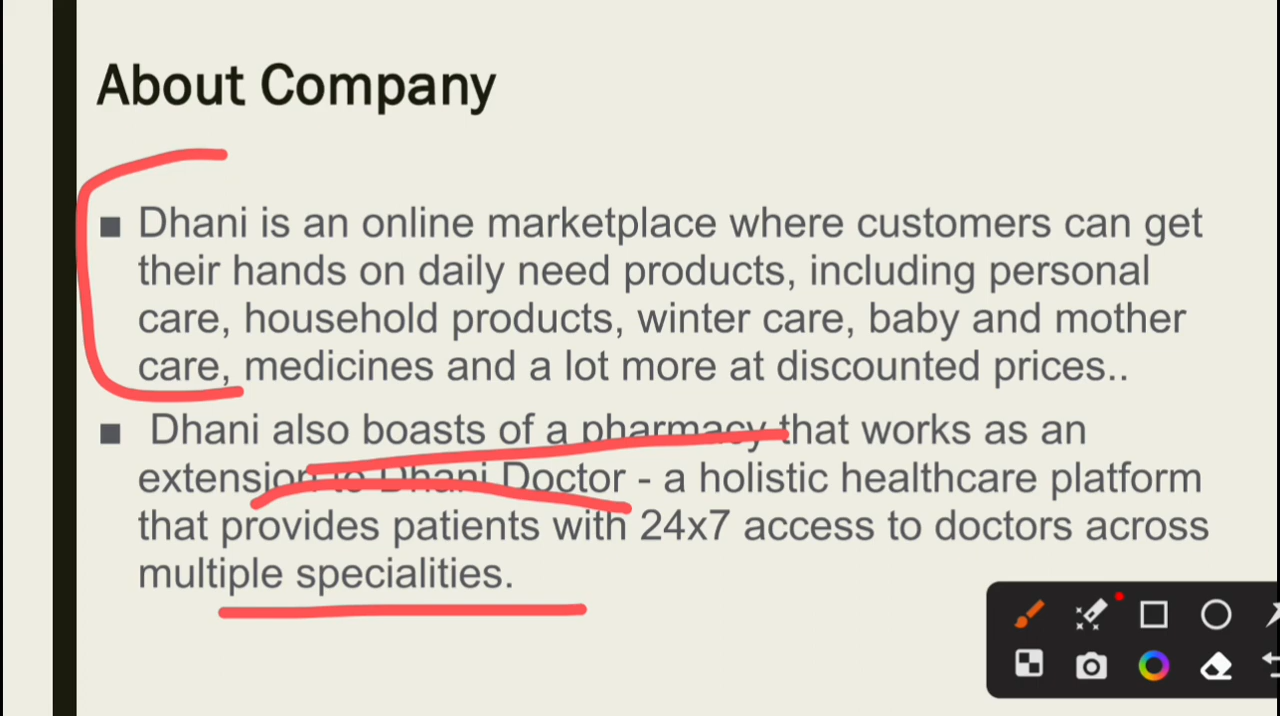 About Company
■ Dhani is an online marketplace where customers can get
their hands on daily need products, including personal
care, household products, winter care, baby and mother
care, medicines and a lot more at discounted prices..
■ Dhani also boasts of a pharmacy that works as an
extension to Dhani Doctor - a holistic healthcare platform
that provides patients with 24x7 access to doctors across
multiple specialities.